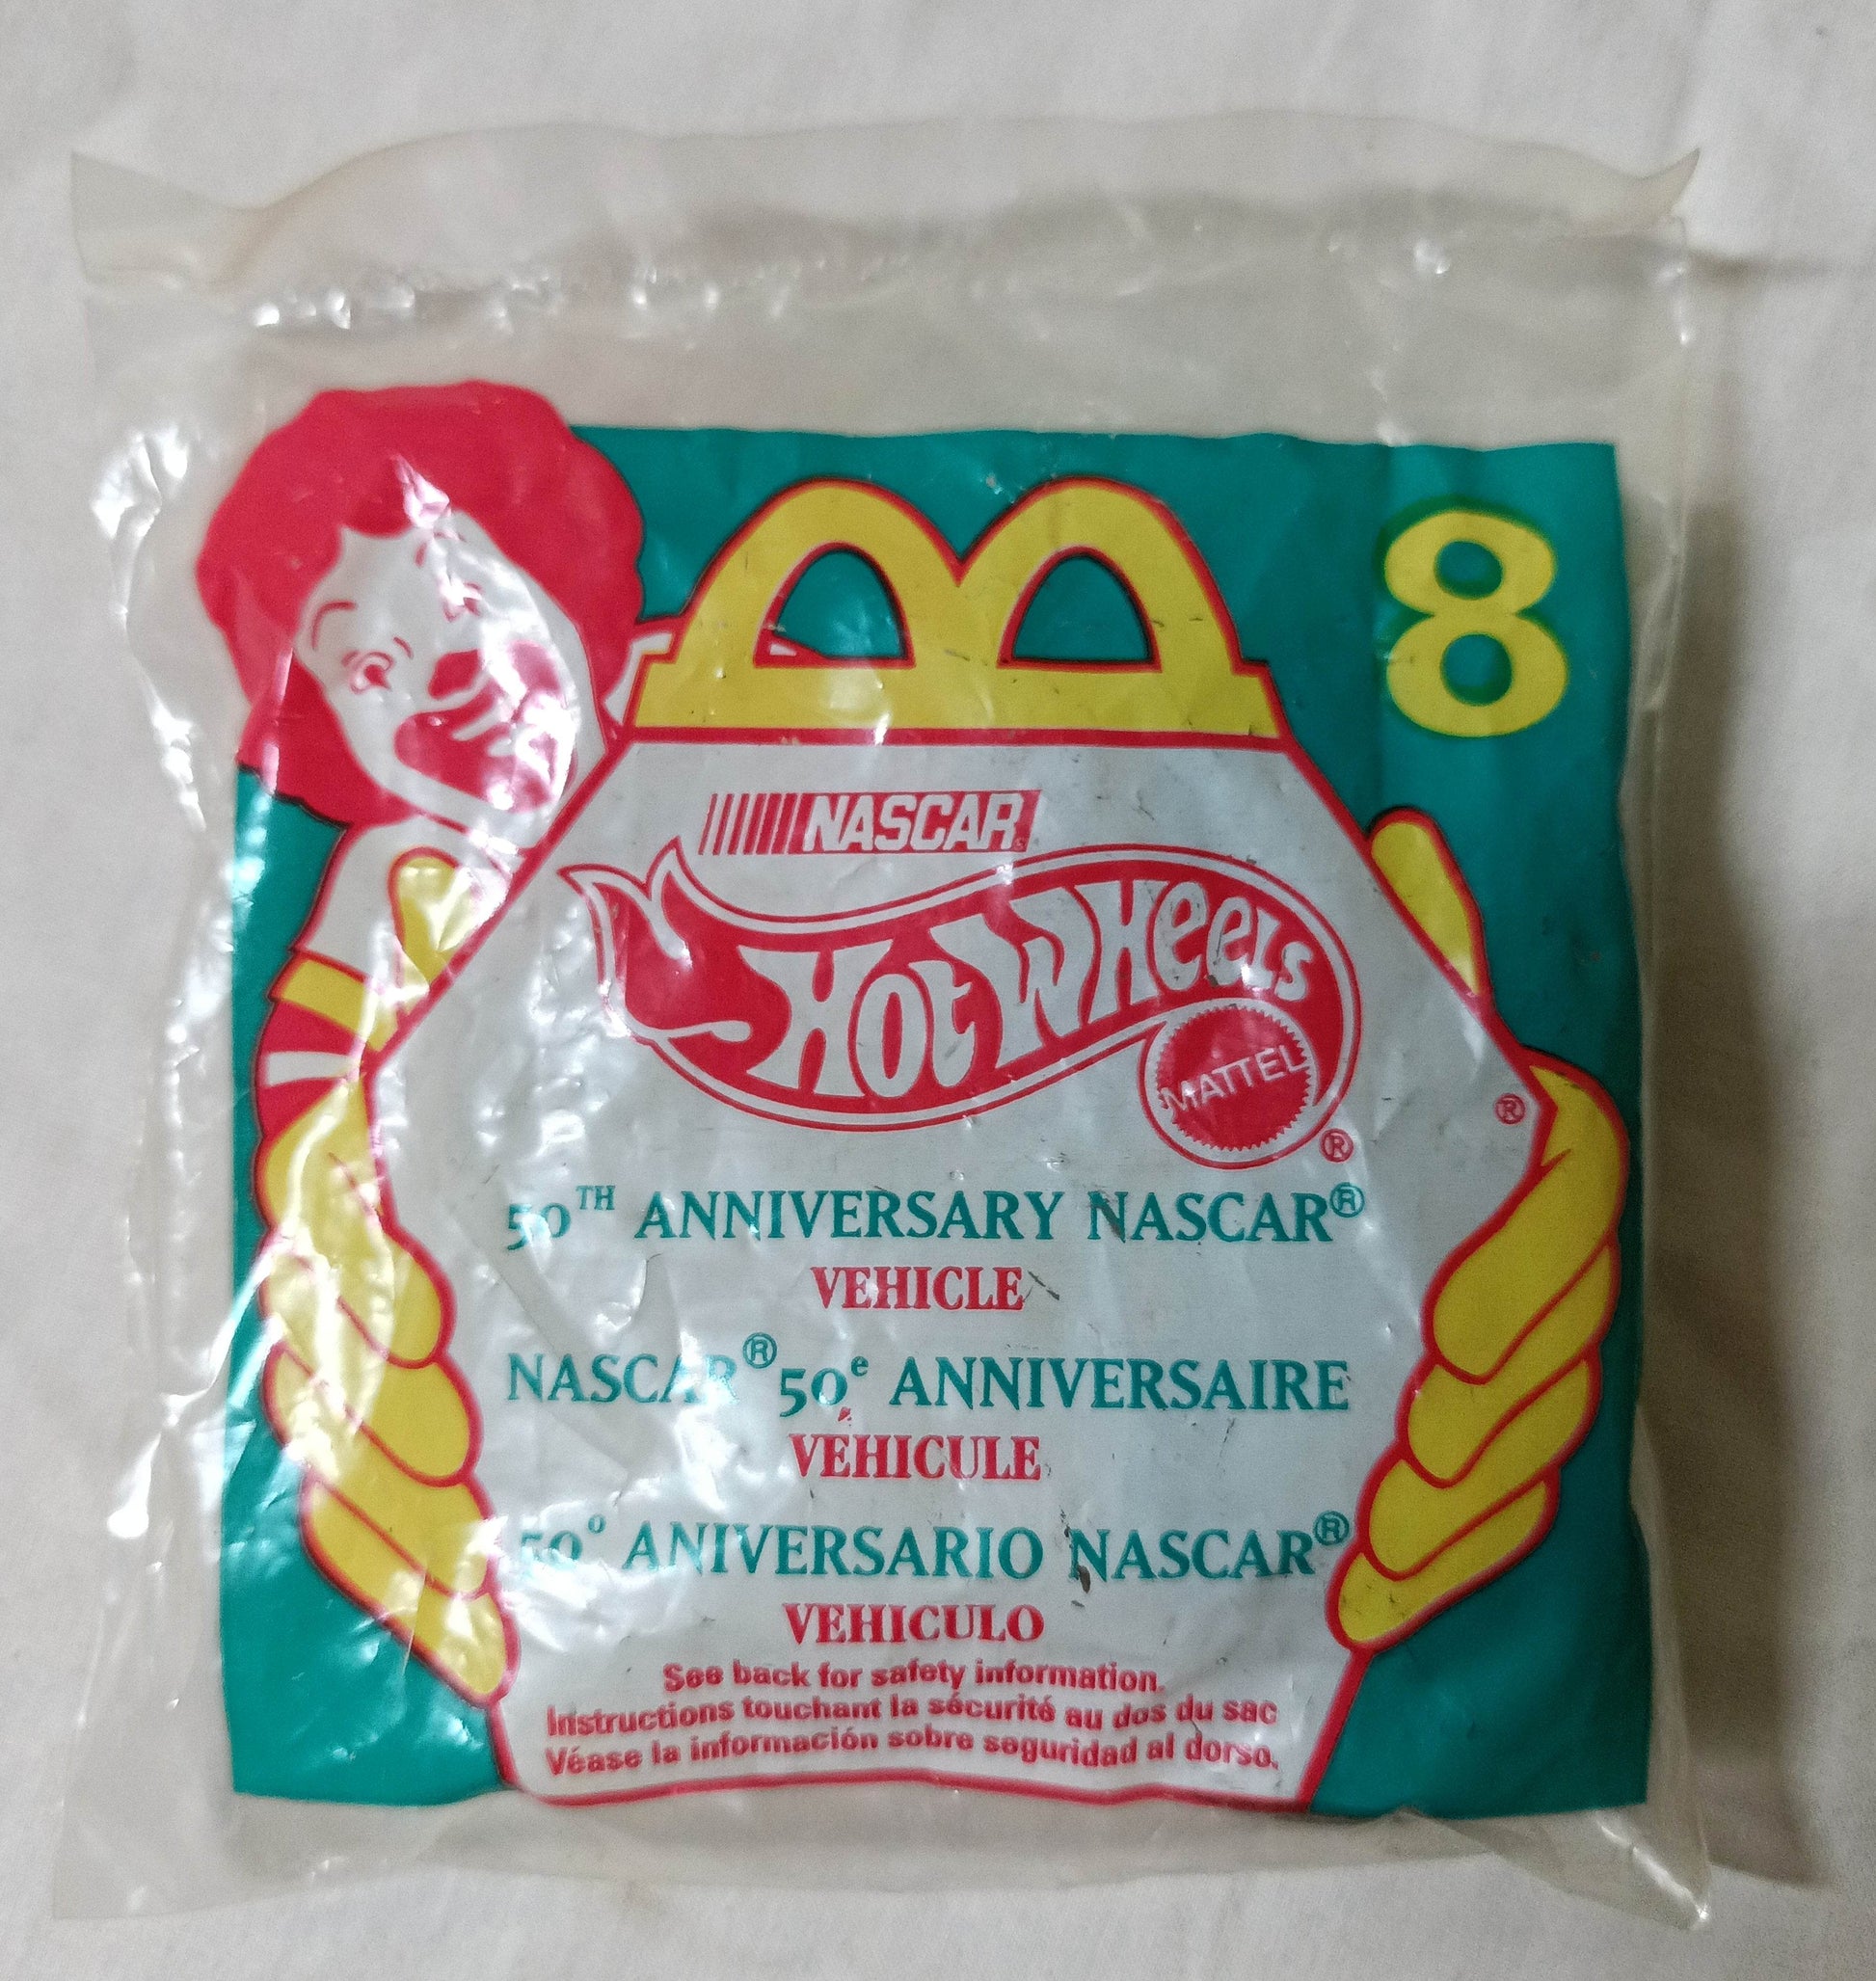 8
NASCAR
HOT WHEELS
MATTEL
®
®
50TH ANNIVERSARY NASCAR®
VEHICLE
NASCAR® 50e ANNIVERSAIRE
VÉHICULE
50° ANIVERSARIO NASCAR®
VEHICULO
See back for safety information.
Instructions touchant la sécurité au dos du sac
Véase la información sobre seguridad al dorso.